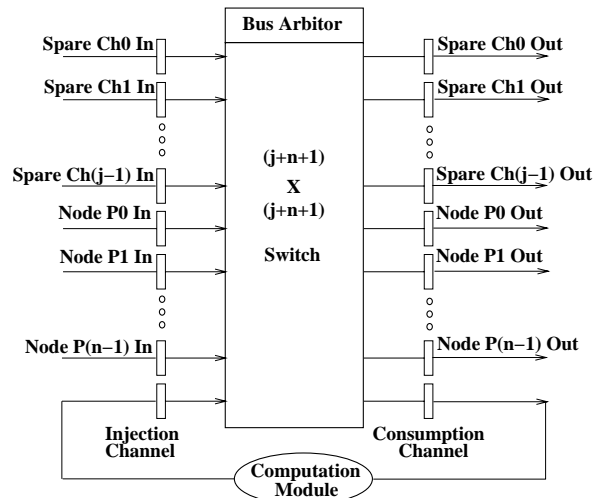 Bus Arbitor
Spare Ch0 In
Spare Ch0 Out
Spare Ch1 In
Spare Ch1 Out
(j+n+1)
Spare Ch(j−1) In
X
Spare Ch(j−1) Out
Node P0 In
(j+n+1)
Node P0 Out
Node P1 In
Switch
Node P1 Out
Node P(n−1) In
Node P(n−1) Out
Injection
Channel
Consumption
Channel
Computation
Module